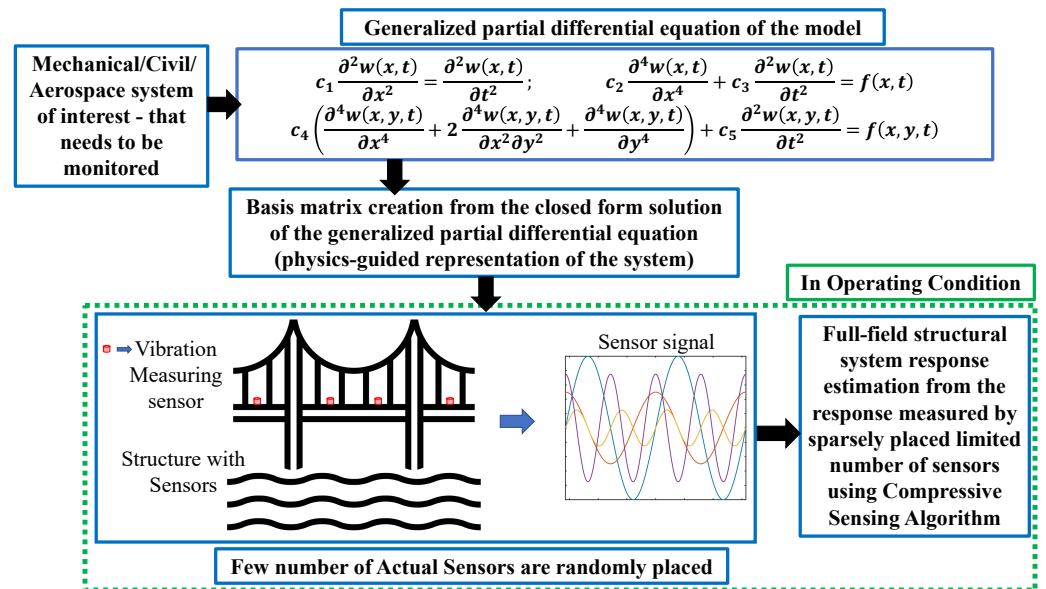 Generalized partial differential equation of the model
Mechanical/Civil/
Aerospace system
of interest - that
needs to be
monitored
c₁ ∂²w(x,t)/∂x² = ∂²w(x,t)/∂t² ; c₂ ∂⁴w(x,t)/∂x⁴ + c₃ ∂²w(x,t)/∂t² = f(x,t)
c₄ (∂⁴w(x,y,t)/∂x⁴ + 2 ∂⁴w(x,y,t)/∂x²∂y² + ∂⁴w(x,y,t)/∂y⁴) + c₅ ∂²w(x,y,t)/∂t² = f(x,y,t)
Basis matrix creation from the closed form solution
of the generalized partial differential equation
(physics-guided representation of the system)
In Operating Condition
Vibration
Measuring
sensor
Structure with
Sensors
Sensor signal
Full-field structural
system response
estimation from the
response measured by
sparsely placed limited
number of sensors
using Compressive
Sensing Algorithm
Few number of Actual Sensors are randomly placed